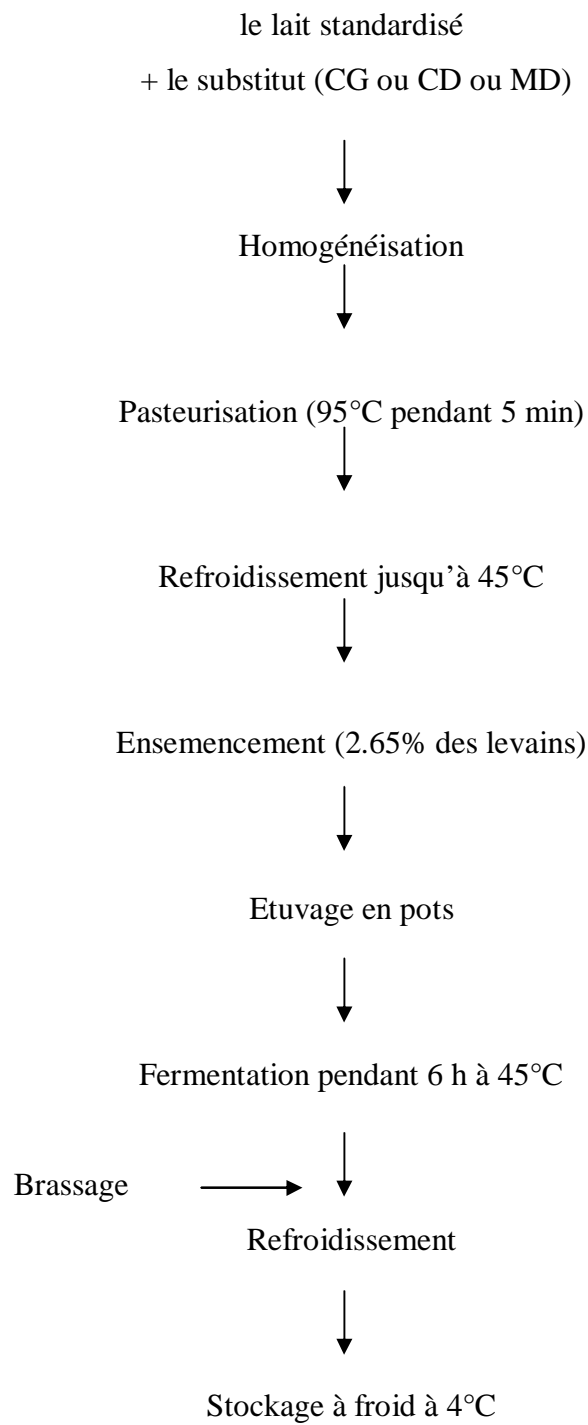 le lait standardisé
+ le substitut (CG ou CD ou MD)
Homogénéisation
Pasteurisation (95°C pendant 5 min)
Refroidissement jusqu’à 45°C
Ensemencement (2.65% des levains)
Etuvage en pots
Fermentation pendant 6 h à 45°C
Brassage
Refroidissement
Stockage à froid à 4°C